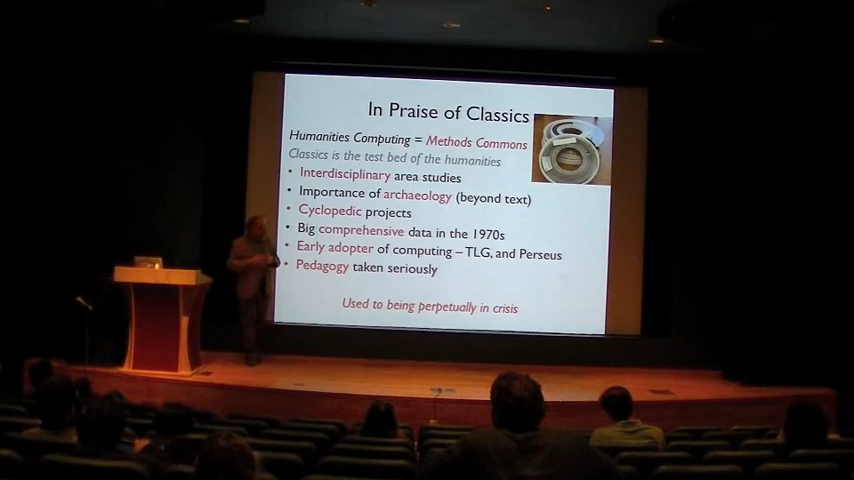 In Praise of Classics
Humanities Computing = Methods Commons
Classics is the test bed of the humanities
• Interdisciplinary area studies
• Importance of archaeology (beyond text)
• Cyclopedic projects
• Big comprehensive data in the 1970s
• Early adopter of computing – TLG, and Perseus
• Pedagogy taken seriously
Used to being perpetually in crisis